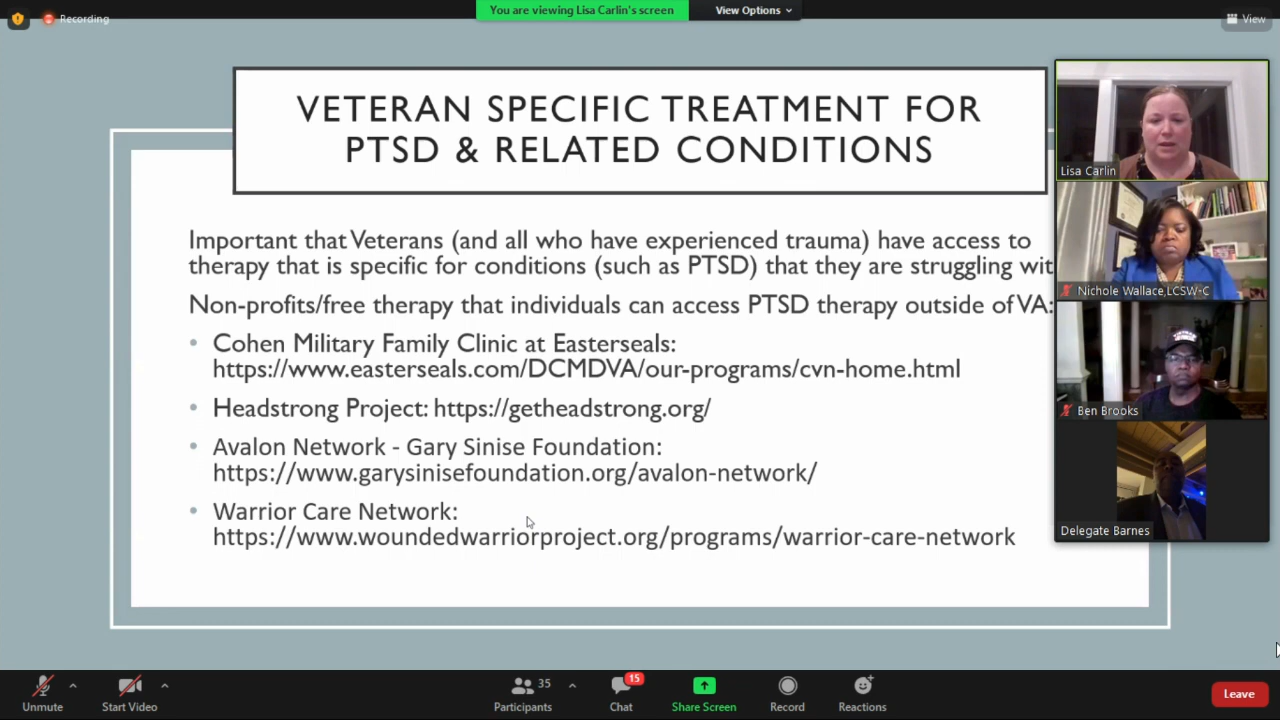 Recording
You are viewing Lisa Carlin's screen
View Options
View
VETERAN SPECIFIC TREATMENT FOR
PTSD & RELATED CONDITIONS
Important that Veterans (and all who have experienced trauma) have access to
therapy that is specific for conditions (such as PTSD) that they are struggling wit
Non-profits/free therapy that individuals can access PTSD therapy outside of VA:
• Cohen Military Family Clinic at Easterseals:
https://www.easterseals.com/DCMDVA/our-programs/cvn-home.html
• Headstrong Project: https://getheadstrong.org/
• Avalon Network - Gary Sinise Foundation:
https://www.garysinisefoundation.org/avalon-network/
• Warrior Care Network:
https://www.woundedwarriorproject.org/programs/warrior-care-network
Lisa Carlin
Nichole Wallace,LCSW-C
Ben Brooks
Delegate Barnes
Unmute
Start Video
Participants
35
Chat
15
Share Screen
Record
Reactions
Leave